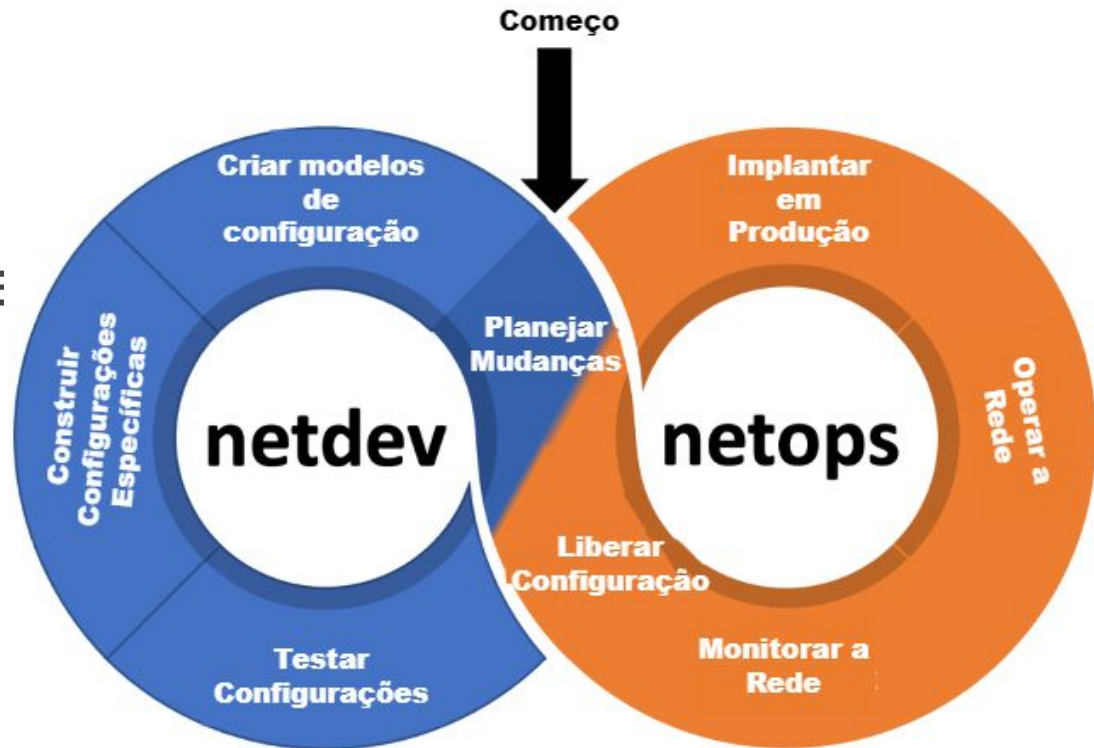 Começo
Criar modelos
de
configuração
Construir
Configurações
Específicas
Testar
Configurações
Planejar
Mudanças
netdev
netops
Liberar
Configuração
Implantar
em
Produção
Operar a
Rede
Monitorar a
Rede